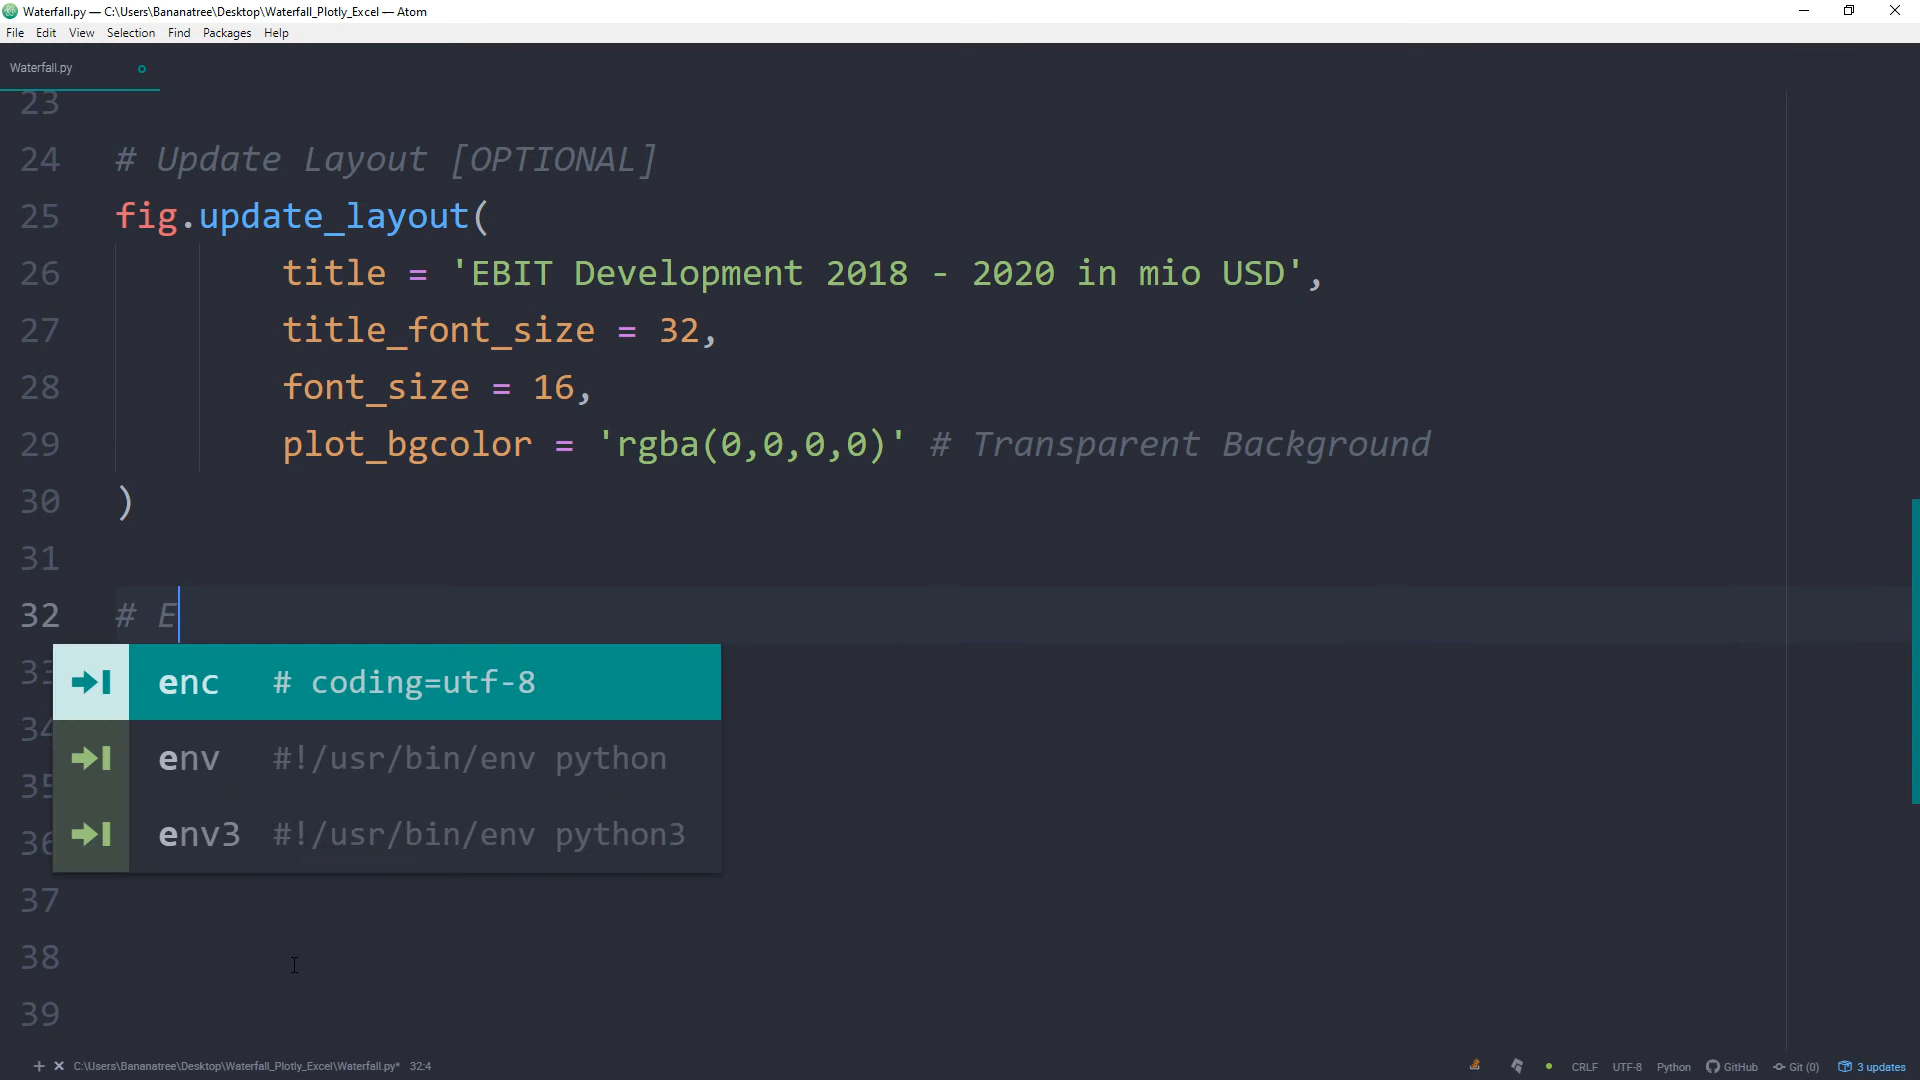 Waterfall.py — C:\Users\Bananatree\Desktop\Waterfall_Plotly_Excel — Atom
File Edit View Selection Find Packages Help
Waterfall.py
23
24 # Update Layout [OPTIONAL]
25 fig.update_layout(
26 title = 'EBIT Development 2018 - 2020 in mio USD',
27 title_font_size = 32,
28 font_size = 16,
29 plot_bgcolor = 'rgba(0,0,0,0)' # Transparent Background
30 )
31
32 # E
33
enc # coding=utf-8
34
env #!/usr/bin/env python
35
env3 #!/usr/bin/env python3
36
37
38
39
C:\Users\Bananatree\Desktop\Waterfall_Plotly_Excel\Waterfall.py* 32:4 CRLF UTF-8 Python GitHub Git (0) 3 updates